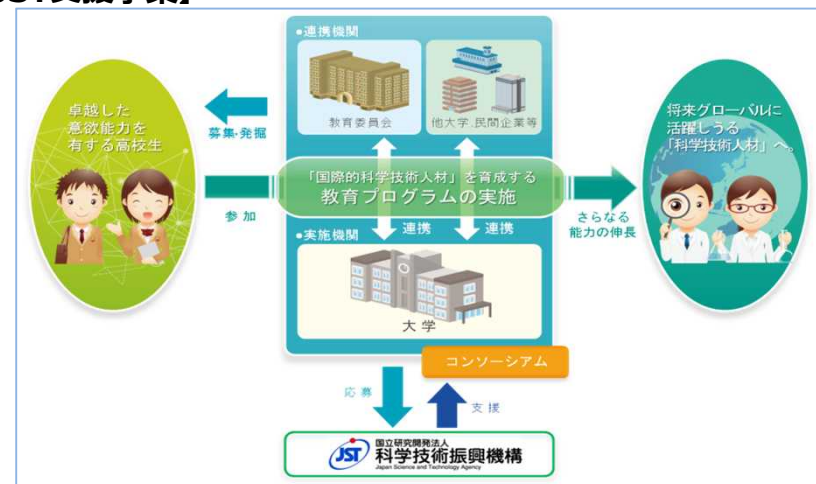 ●連携機関
教育委員会
他大学、民間企業等
卓越した
意欲能力を
有する高校生
募集・発掘
参加
「国際的科学技術人材」を育成する
教育プログラムの実施
連携
連携
●実施機関
大学
さらなる
能力の伸長
将来グローバルに
活躍しうる
「科学技術人材」へ。
コンソーシアム
応募
支援
JST
国立研究開発法人
科学技術振興機構
Japan Science and Technology Agency